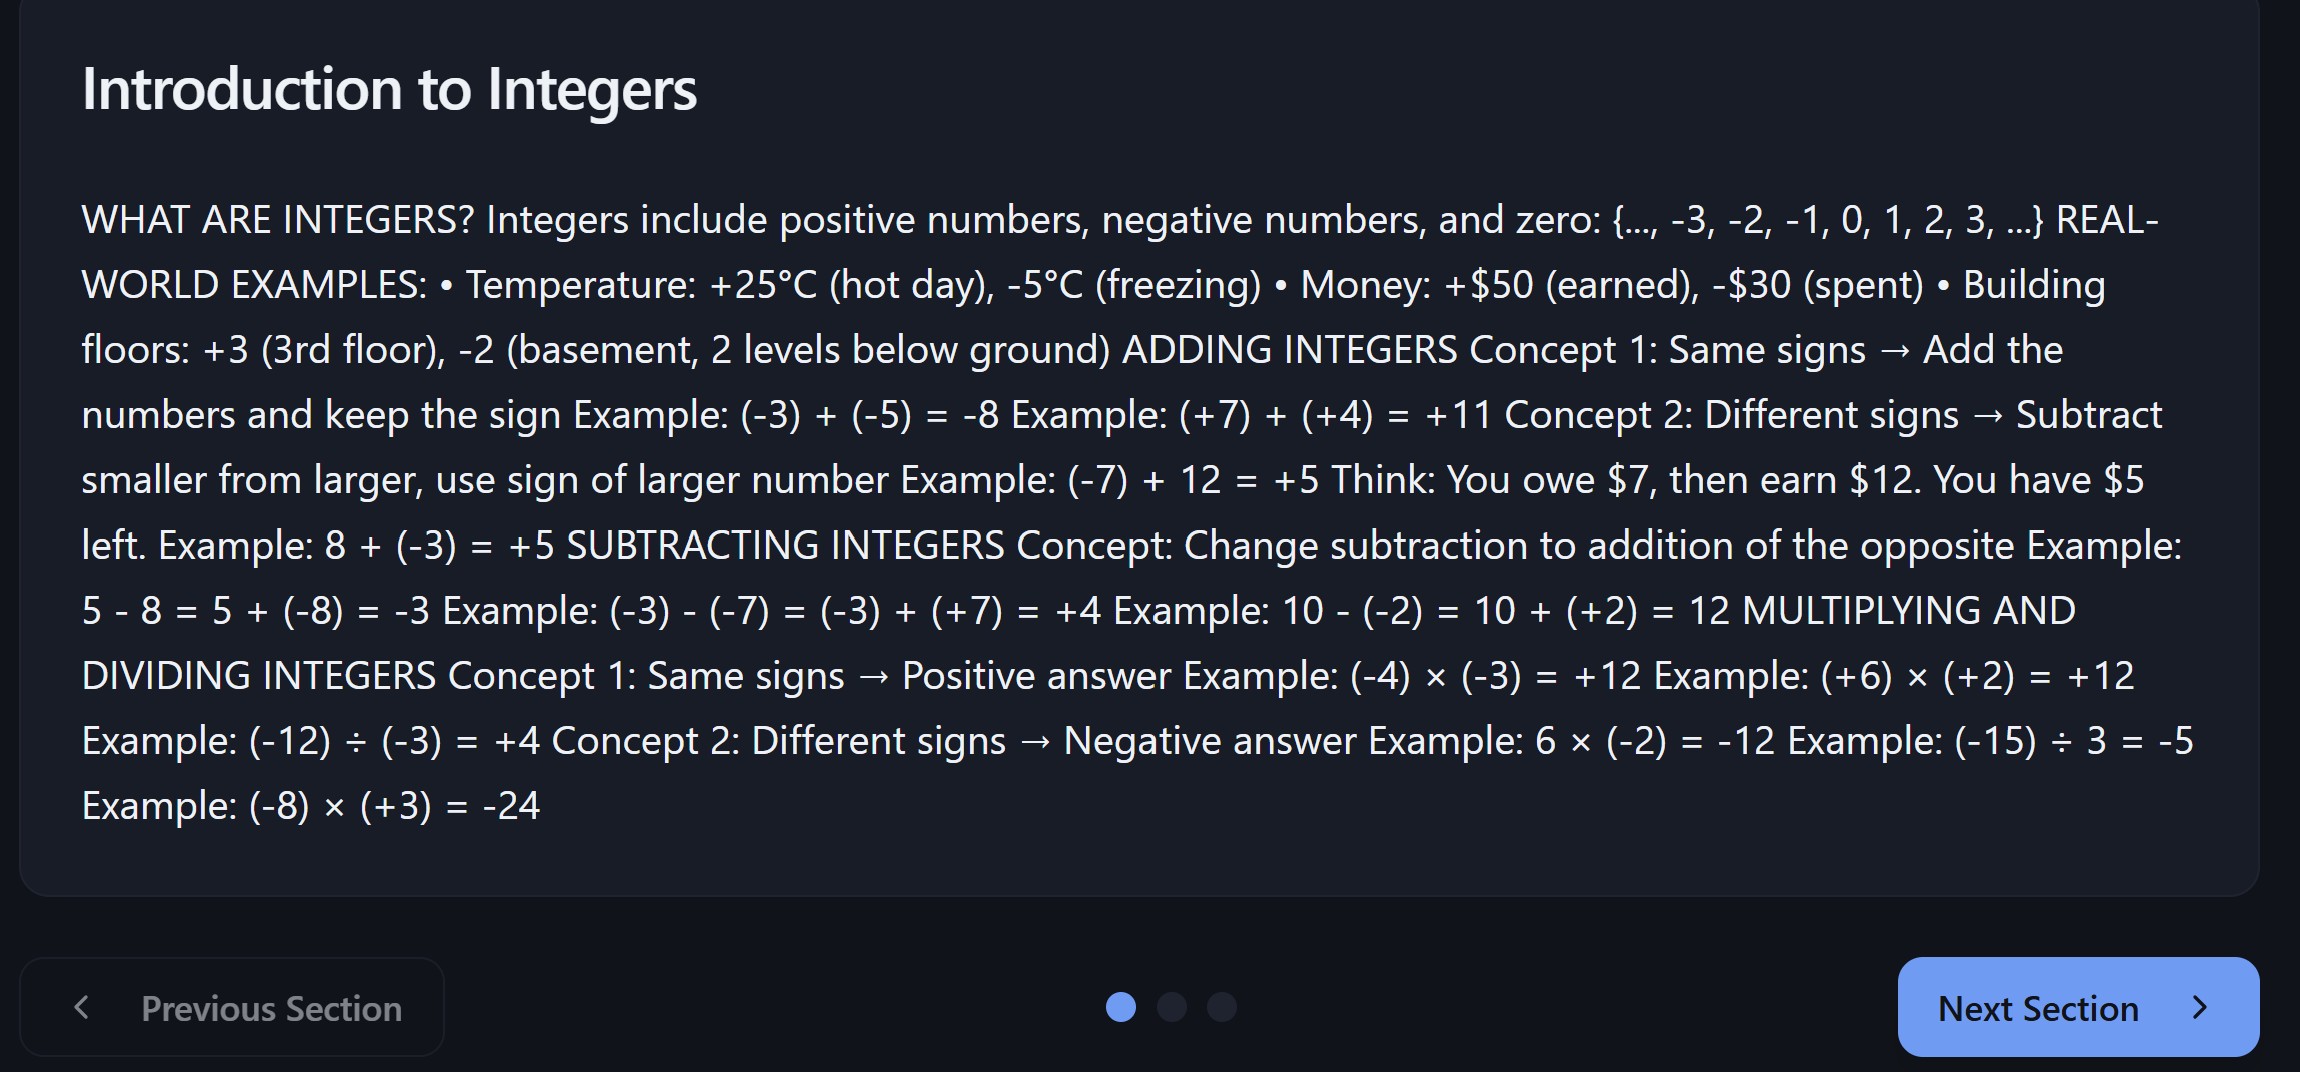 Introduction to Integers
WHAT ARE INTEGERS? Integers include positive numbers, negative numbers, and zero: {..., -3, -2, -1, 0, 1, 2, 3, ...} REAL-
WORLD EXAMPLES: • Temperature: +25°C (hot day), -5°C (freezing) • Money: +$50 (earned), -$30 (spent) • Building
floors: +3 (3rd floor), -2 (basement, 2 levels below ground) ADDING INTEGERS Concept 1: Same signs → Add the
numbers and keep the sign Example: (-3) + (-5) = -8 Example: (+7) + (+4) = +11 Concept 2: Different signs → Subtract
smaller from larger, use sign of larger number Example: (-7) + 12 = +5 Think: You owe $7, then earn $12. You have $5
left. Example: 8 + (-3) = +5 SUBTRACTING INTEGERS Concept: Change subtraction to addition of the opposite Example:
5 - 8 = 5 + (-8) = -3 Example: (-3) - (-7) = (-3) + (+7) = +4 Example: 10 - (-2) = 10 + (+2) = 12 MULTIPLYING AND
DIVIDING INTEGERS Concept 1: Same signs → Positive answer Example: (-4) × (-3) = +12 Example: (+6) × (+2) = +12
Example: (-12) ÷ (-3) = +4 Concept 2: Different signs → Negative answer Example: 6 × (-2) = -12 Example: (-15) ÷ 3 = -5
Example: (-8) × (+3) = -24
Previous Section
Next Section